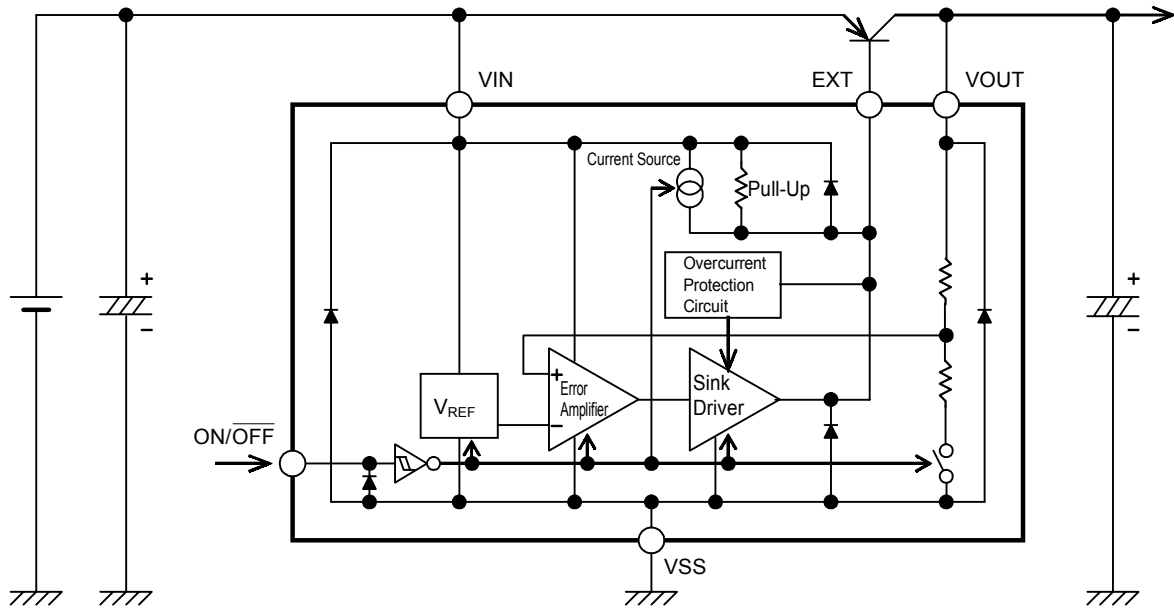 VIN
EXT
VOUT
Current Source
Pull-Up
Overcurrent
Protection
Circuit
+
−
+
−
+
Error
Amplifier
−
Sink
Driver
VREF
ON/OFF
VSS